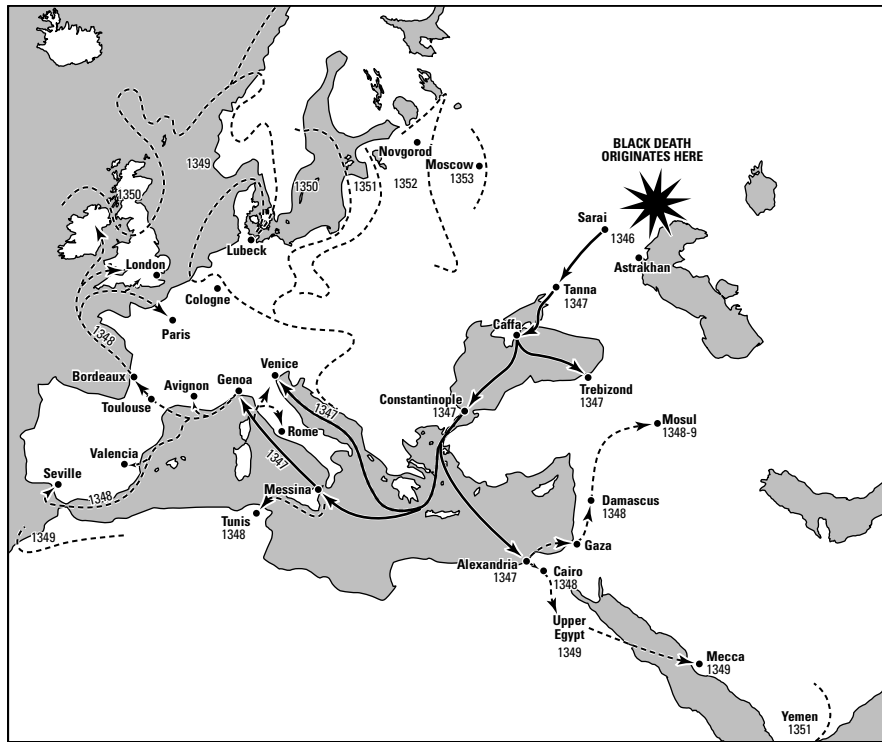 1349
1350
1351
Novgorod
1352
Moscow
1353
BLACK DEATH
ORIGINATES HERE
1350
Sarai
1346
Astrakhan
London
Lubeck
Cologne
Tanna
1347
Paris
1348
Caffa
Bordeaux
Avignon
Genoa
Venice
Toulouse
Trebizond
1347
Constantinople
1347
1347
Rome
Mosul
1348-9
Valencia
1347
Seville
1348
Messina
Damascus
1348
Tunis
1348
1349
Gaza
Alexandria
1347
Cairo
1348
Upper
Egypt
1349
Mecca
1349
Yemen
1351